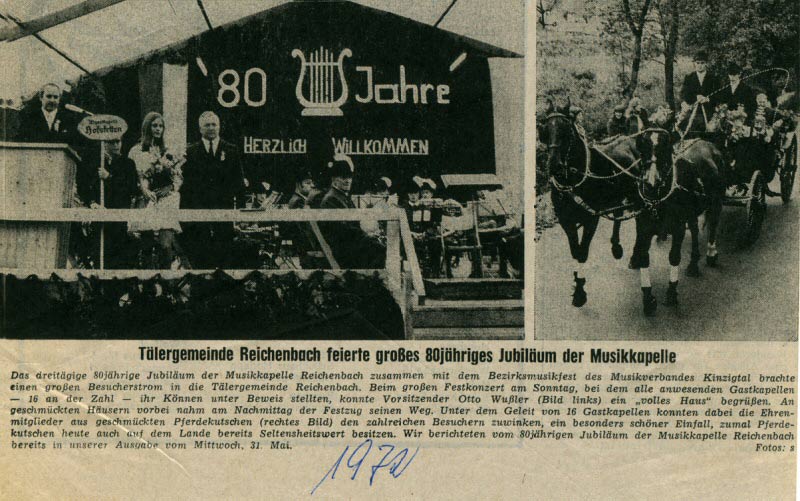 80 Jahre
HERZLICH WILLKOMMEN
Hofstetten
Tälergemeinde Reichenbach feierte großes 80jähriges Jubiläum der Musikkapelle
Das dreitägige 80jährige Jubiläum der Musikkapelle Reichenbach zusammen mit dem Bezirksmusikfest des Musikverbandes Kinzigtal brachte
einen großen Besucherstrom in die Tälergemeinde Reichenbach. Beim großen Festkonzert am Sonntag, bei dem alle anwesenden Gastkapellen
— 16 an der Zahl — ihr Können unter Beweis stellten, konnte Vorsitzender Otto Wußler (Bild links) ein „volles Haus" begrüßen. An
geschmückten Häusern vorbei nahm am Nachmittag der Festzug seinen Weg. Unter dem Geleit von 16 Gastkapellen konnten dabei die Ehren-
mitglieder aus geschmückten Pferdekutschen (rechtes Bild) den zahlreichen Besuchern zuwinken, ein besonders schöner Einfall, zumal Pferde-
kutschen heute auch auf dem Lande bereits Seltensheitswert besitzen. Wir berichteten vom 80jährigen Jubiläum der Musikkapelle Reichenbach
bereits in unserer Ausgabe vom Mittwoch, 31. Mai. Fotos: s
1972